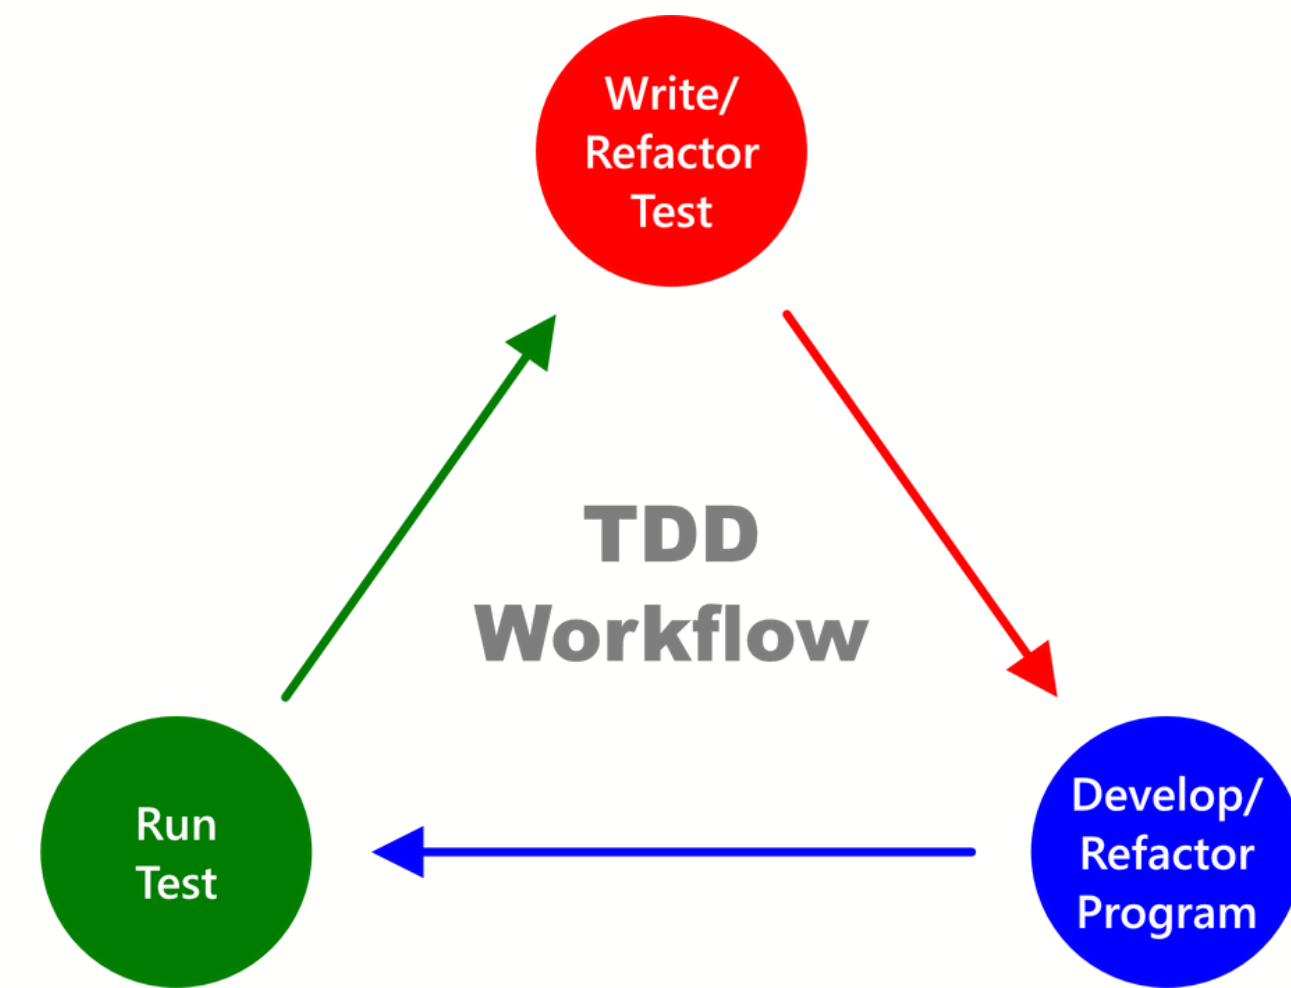 Write/
Refactor
Test
TDD
Workflow
Run
Test
Develop/
Refactor
Program